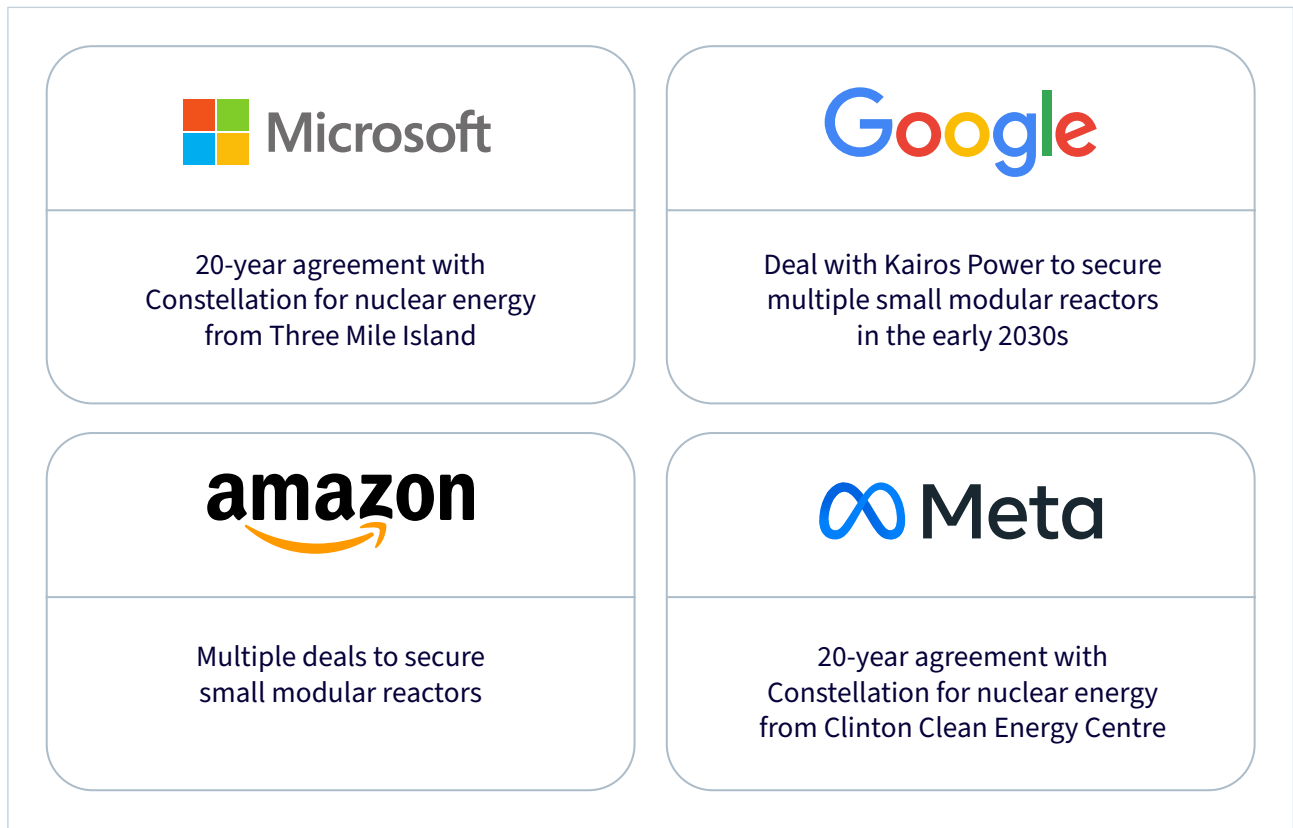 Microsoft
20-year agreement with
Constellation for nuclear energy
from Three Mile Island
Google
Deal with Kairos Power to secure
multiple small modular reactors
in the early 2030s
amazon
Multiple deals to secure
small modular reactors
Meta
20-year agreement with
Constellation for nuclear energy
from Clinton Clean Energy Centre